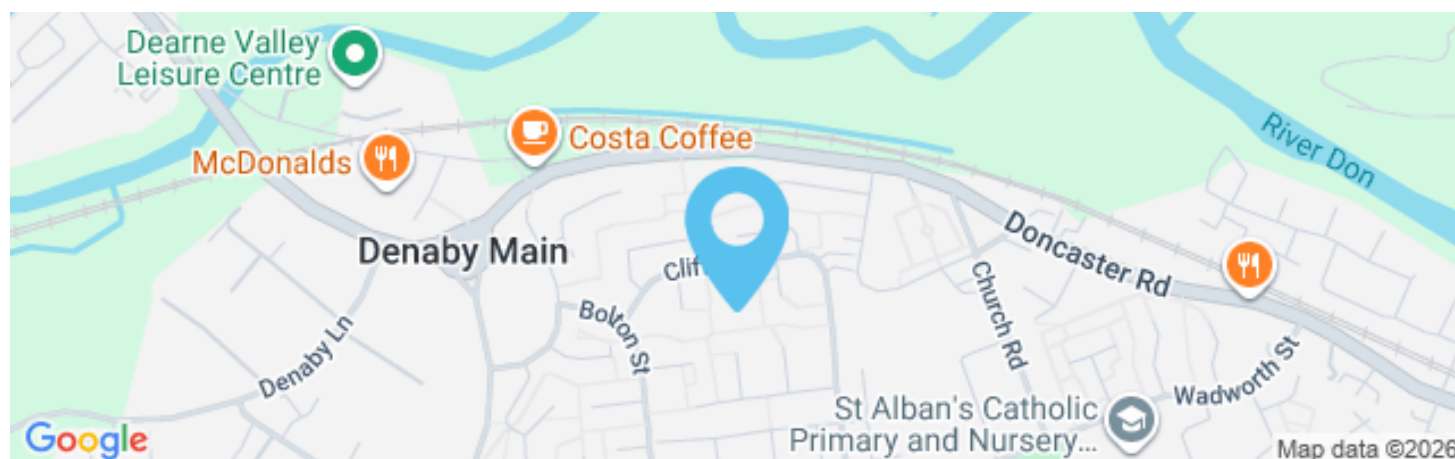 Dearne Valley
Leisure Centre
McDonalds
Costa Coffee
River Don
Denaby Main
Doncaster Rd
Church Rd
Bolton St
Denaby Ln
Wadworth St
St Alban's Catholic
Primary and Nursery...
Google
Map data ©2026